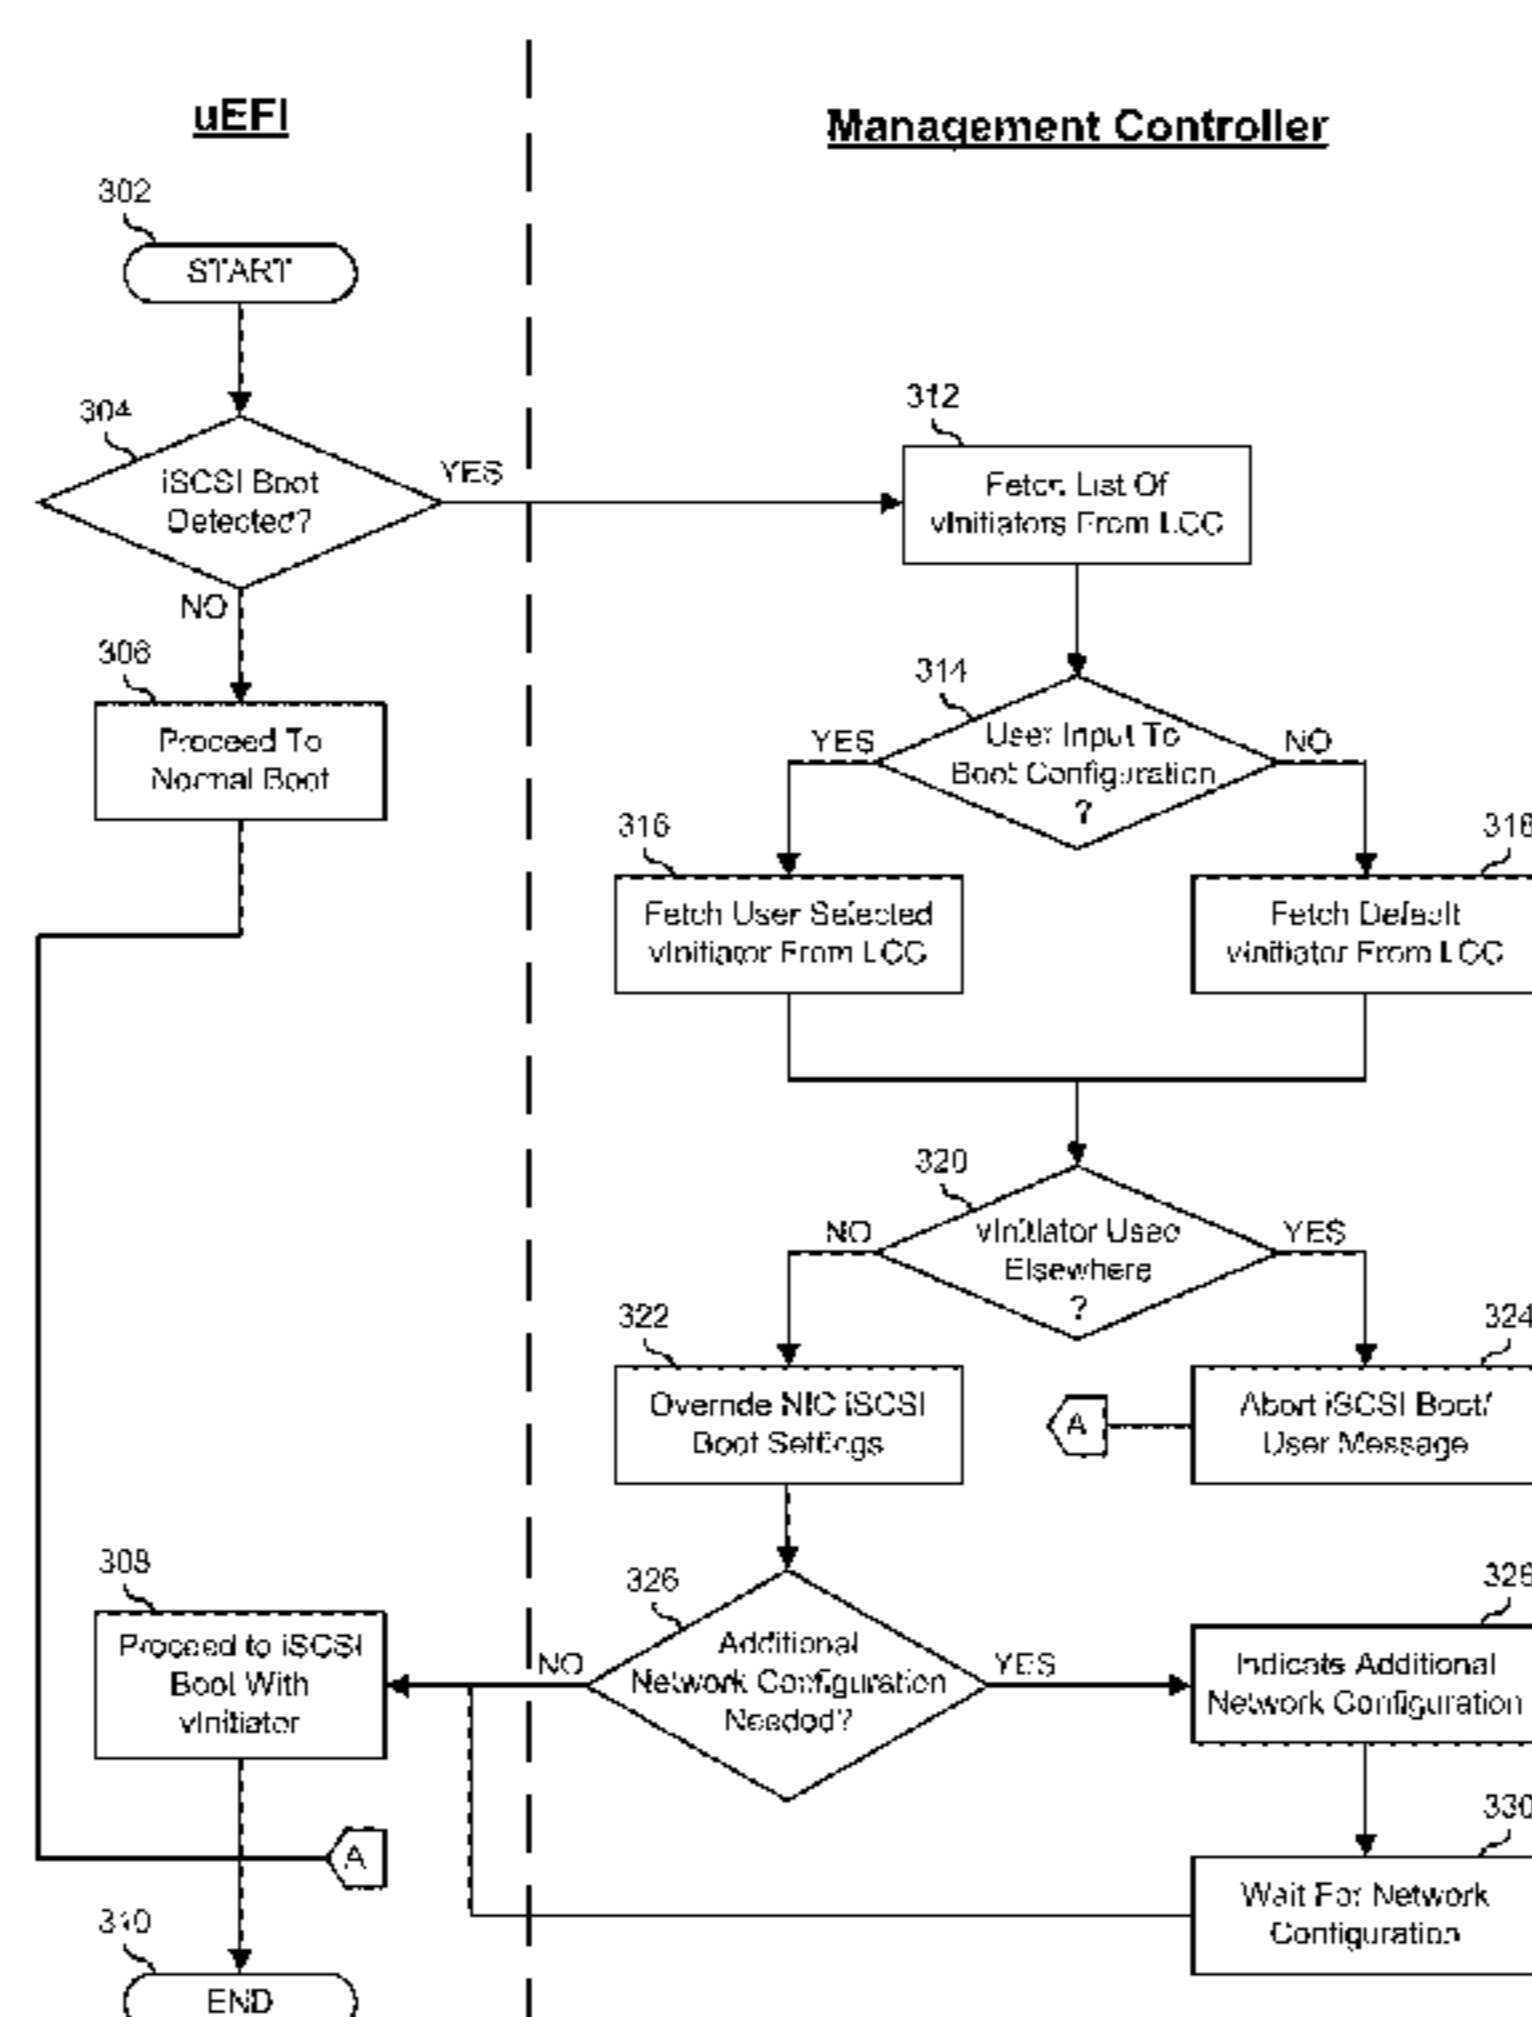 uEFI
Management Controller
302
START
304
iSCSI Boot
Detected?
YES
NO
306
Proceed To
Normal Boot
312
Fetch List Of
vInitiators From LCC
314
User Input To
Boot Configuration
?
YES
NO
316
Fetch User Selected
vInitiator From LCC
318
Fetch Default
vInitiator From LCC
320
vInitiator Used
Elsewhere
?
NO
YES
322
Override NIC iSCSI
Boot Settings
324
Abort iSCSI Boot/
User Message
A
308
Proceed to iSCSI
Boot With
vInitiator
326
Additional
Network Configuration
Needed?
NO
YES
328
Indicate Additional
Network Configuration
330
Wait For Network
Configuration
A
310
END